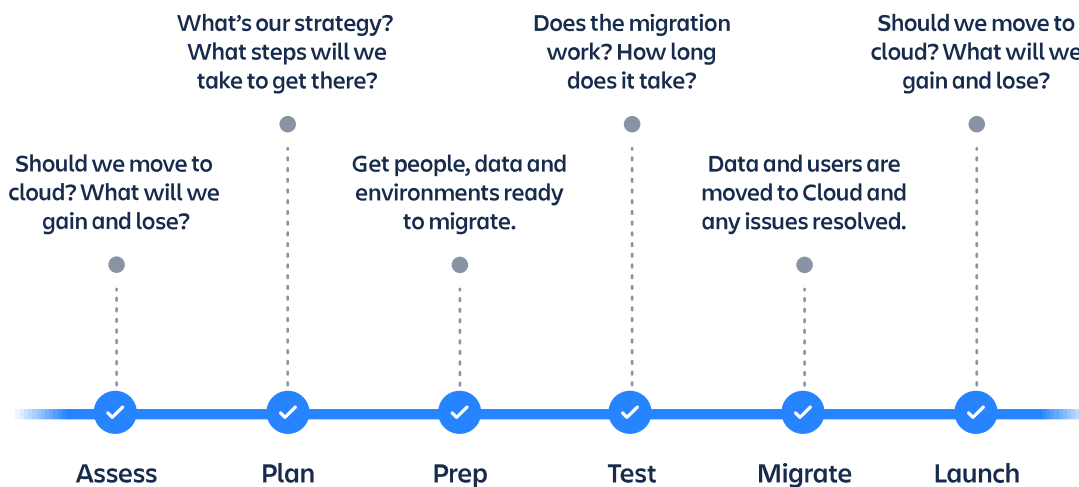 What's our strategy?
What steps will we
take to get there?
Does the migration
work? How long
does it take?
Should we move to
cloud? What will we
gain and lose?
Should we move to
cloud? What will we
gain and lose?
Get people, data and
environments ready
to migrate.
Data and users are
moved to Cloud and
any issues resolved.
Assess
Plan
Prep
Test
Migrate
Launch